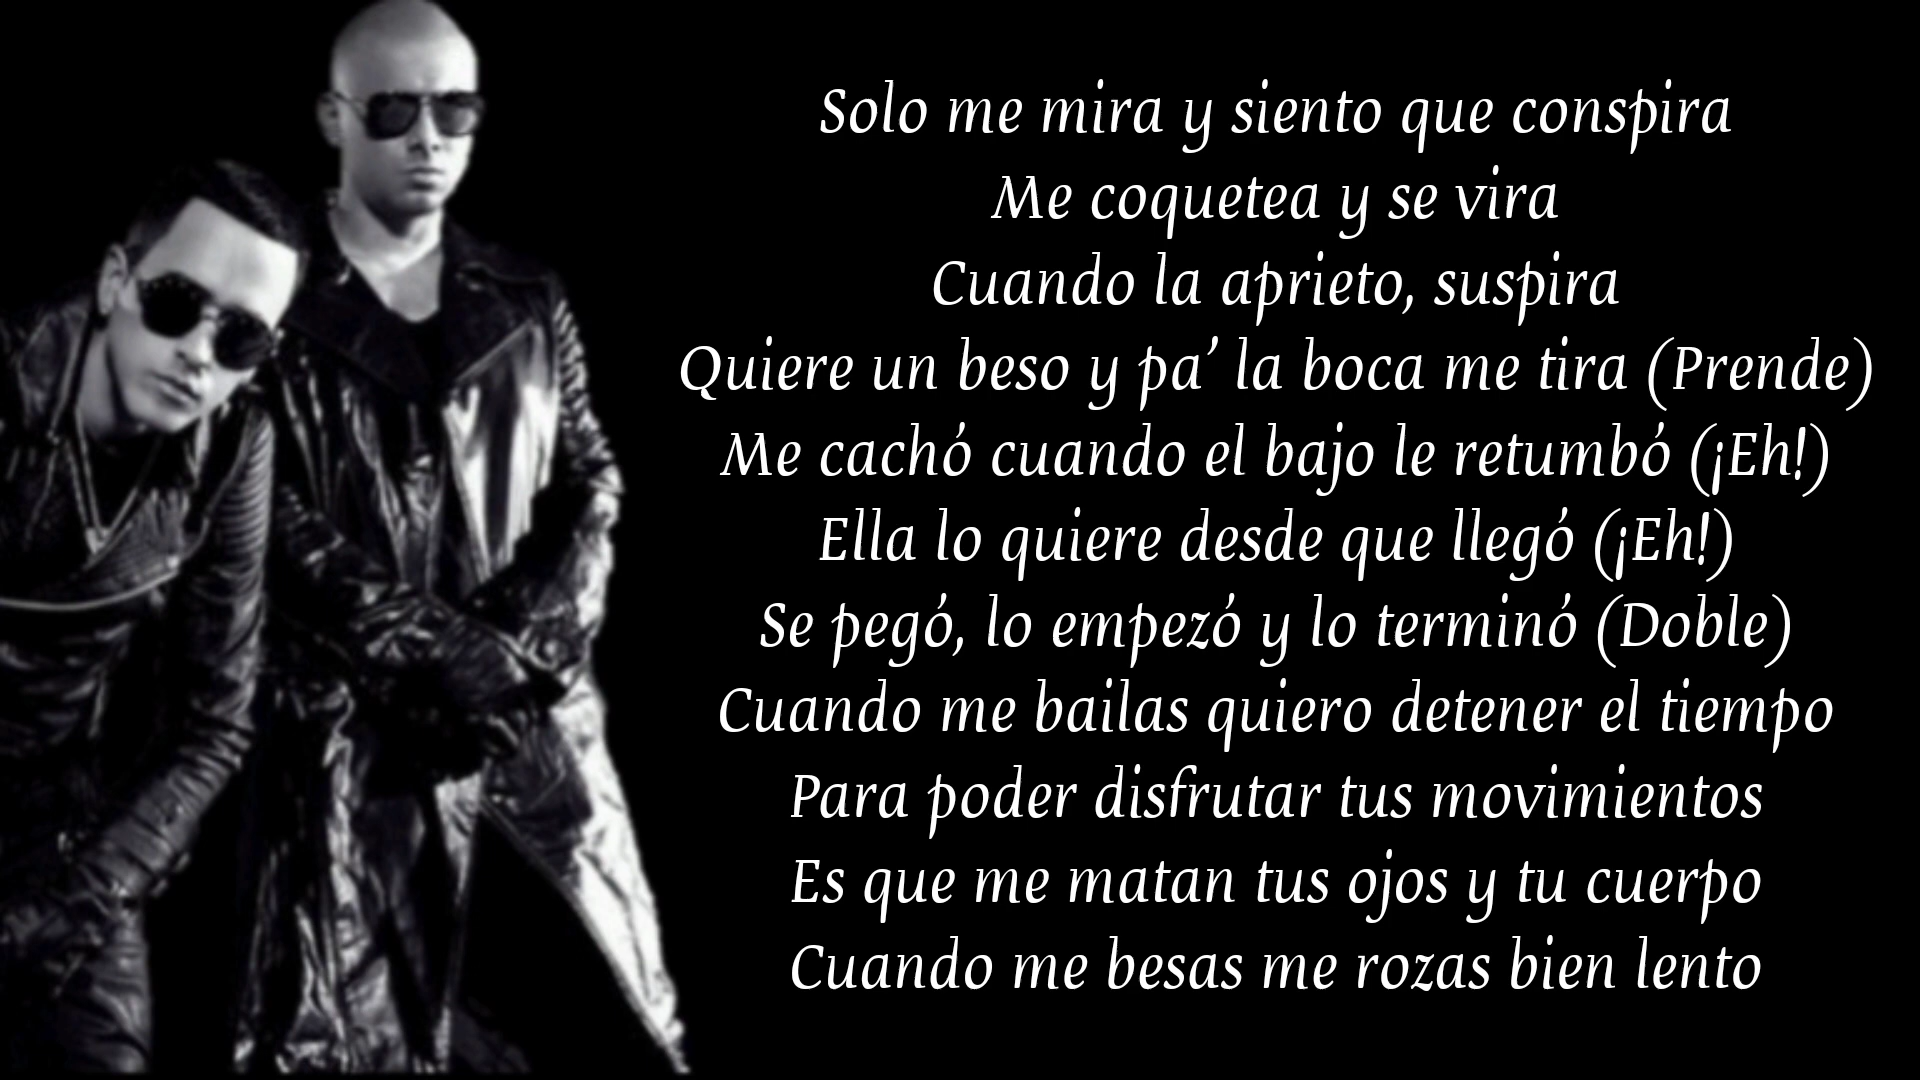 Solo me mira y siento que conspira
Me coquetea y se vira
Cuando la aprieto, suspira
Quiere un beso y pa’ la boca me tira (Prende)
Me cachó cuando el bajo le retumbó (¡Eh!)
Ella lo quiere desde que llegó (¡Eh!)
Se pegó, lo empezó y lo terminó (Doble)
Cuando me bailas quiero detener el tiempo
Para poder disfrutar tus movimientos
Es que me matan tus ojos y tu cuerpo
Cuando me besas me rozas bien lento